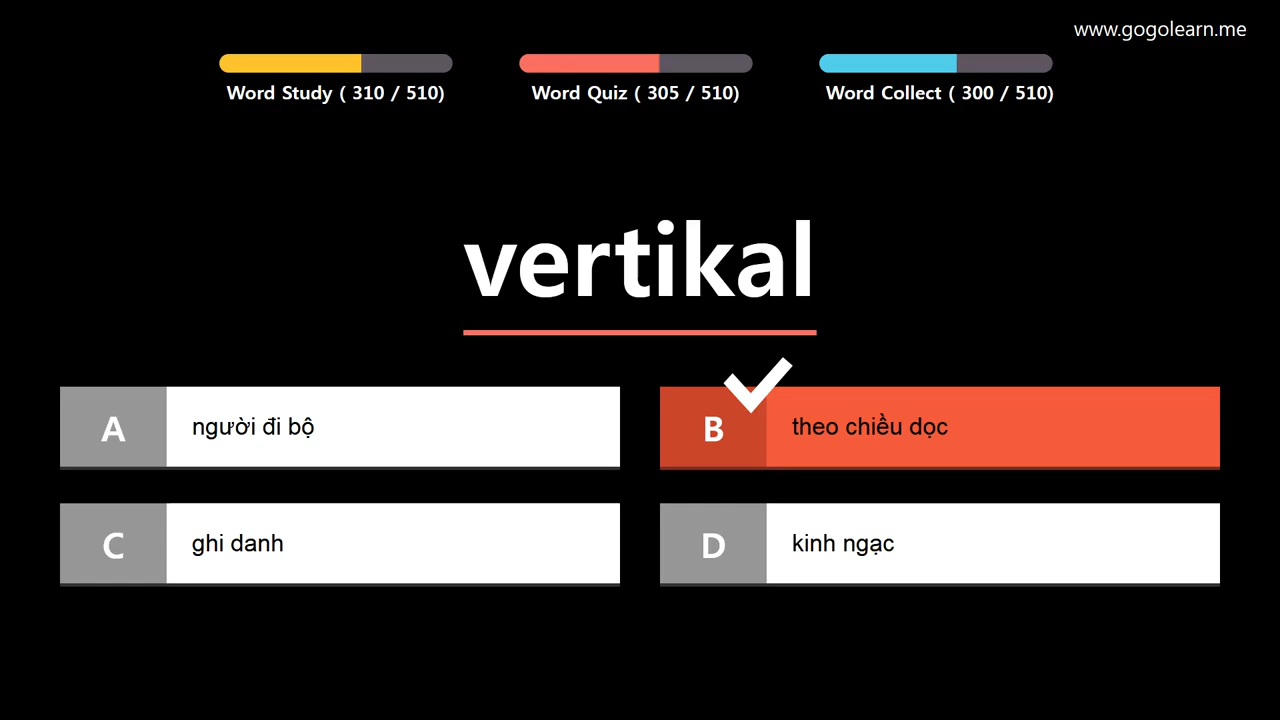 www.gogolearn.me
Word Study ( 310 / 510)
Word Quiz ( 305 / 510)
Word Collect ( 300 / 510)
vertikal
A
người đi bộ
B
theo chiều dọc
C
ghi danh
D
kinh ngạc